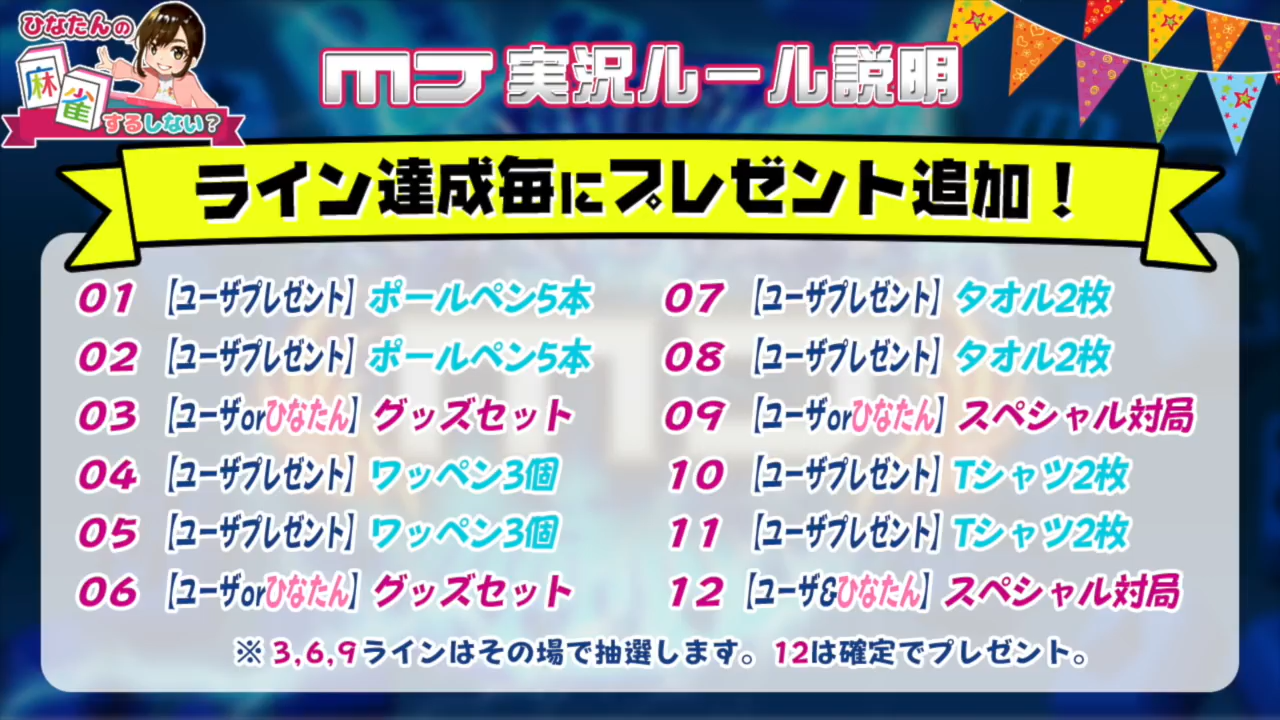 ひなたんの
麻雀
するしない?
MJ 実況ルール説明
ライン達成毎にプレゼント追加!
01 【ユーザプレゼント】ボールペン5本
02 【ユーザプレゼント】ボールペン5本
03 【ユーザorひなたん】グッズセット
04 【ユーザプレゼント】ワッペン3個
05 【ユーザプレゼント】ワッペン3個
06 【ユーザorひなたん】グッズセット
07 【ユーザプレゼント】タオル2枚
08 【ユーザプレゼント】タオル2枚
09 【ユーザorひなたん】スペシャル対局
10 【ユーザプレゼント】Tシャツ2枚
11 【ユーザプレゼント】Tシャツ2枚
12 【ユーザ&ひなたん】スペシャル対局
※ 3,6,9ラインはその場で抽選します。12は確定でプレゼント。